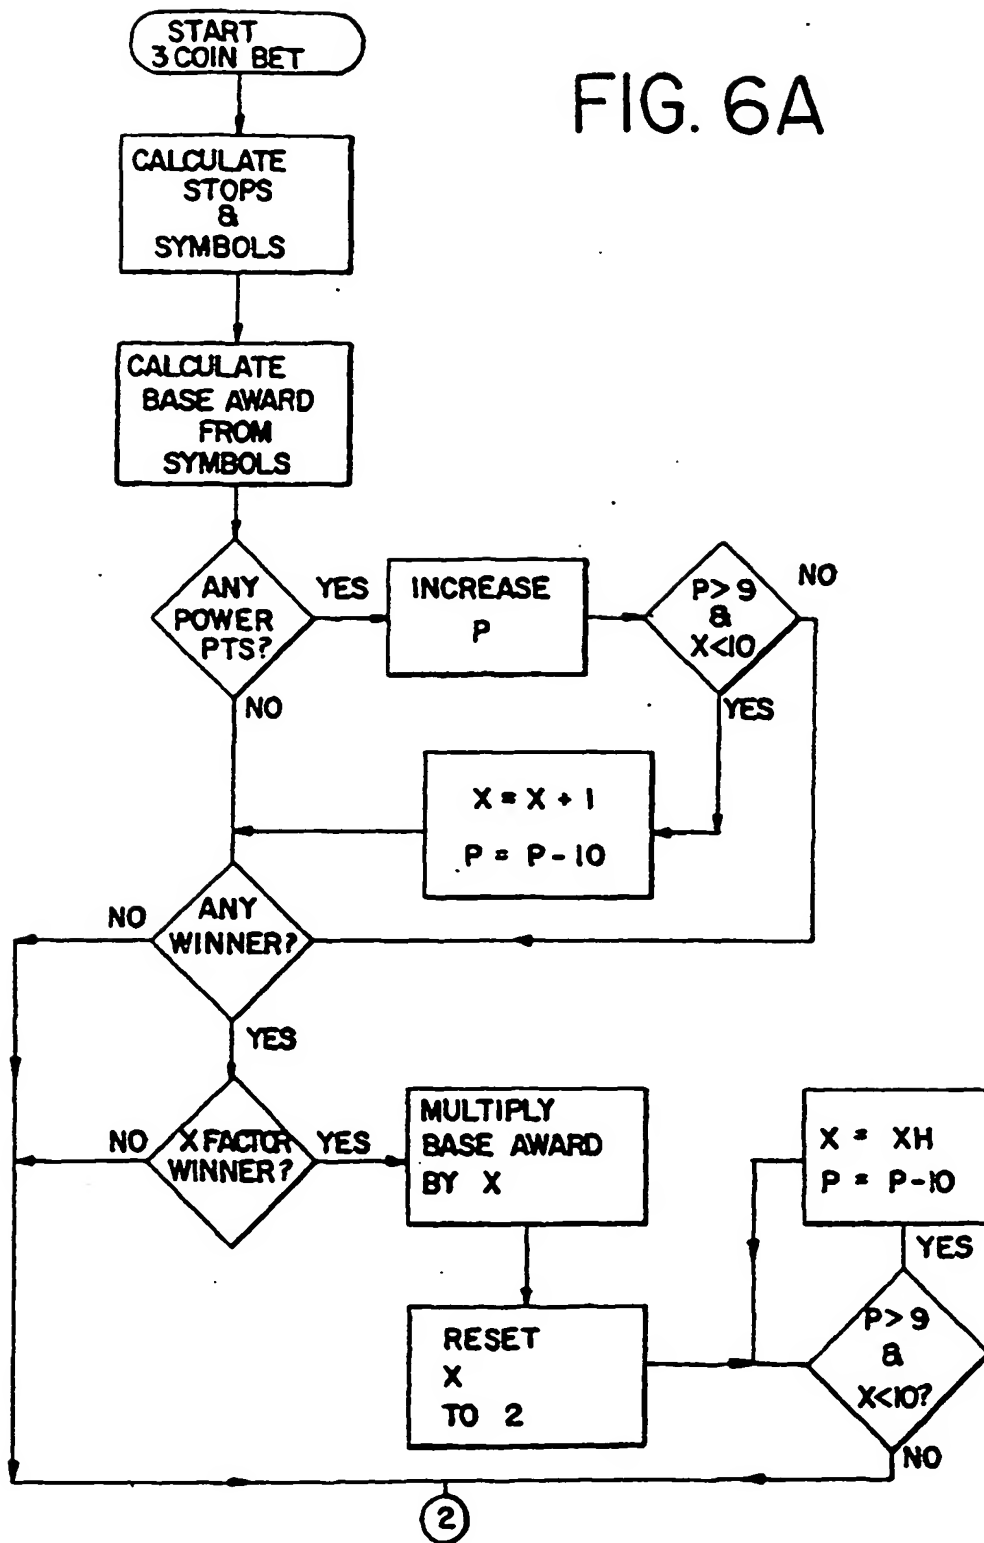 START
3 COIN BET
FIG. 6A
CALCULATE
STOPS
&
SYMBOLS
CALCULATE
BASE AWARD
FROM
SYMBOLS
ANY
POWER
PTS?
YES
NO
INCREASE
P
P > 9
&
X<10
NO
YES
X = X + 1
P = P - 10
ANY
WINNER?
NO
YES
X FACTOR
WINNER?
NO
YES
MULTIPLY
BASE AWARD
BY X
RESET
X
TO 2
X = XH
P = P-10
YES
P > 9
&
X<10?
NO
2